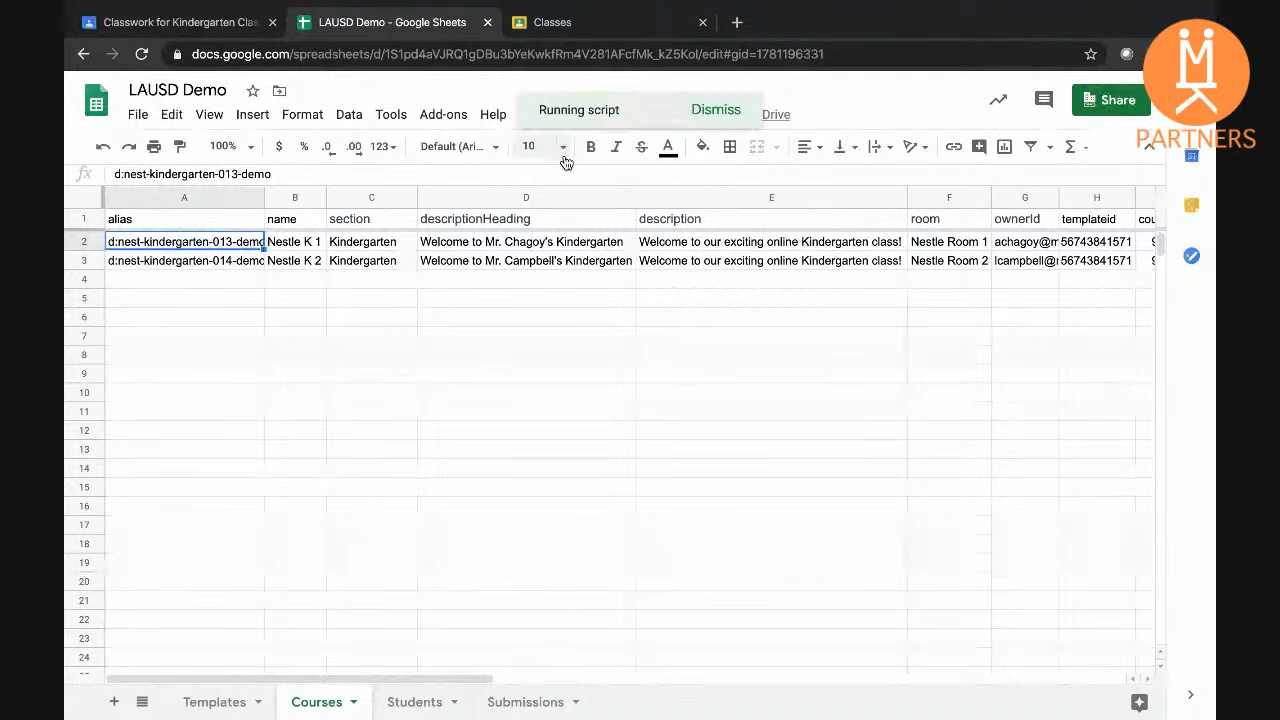 Classwork for Kindergarten Clas
LAUSD Demo - Google Sheets
Classes
docs.google.com/spreadsheets/d/1S1pd4aVJRQ1gDBu3bYeKwkfRm4V281AFcfMk_kZ5KoI/edit#gid=1781196331
LAUSD Demo
File Edit View Insert Format Data Tools Add-ons Help
Running script Dismiss
Drive
Share
MK
PARTNERS
100% $ % .0 .00 123 Default (Ari... 10 B I S A
fx d:nest-kindergarten-013-demo
A B C D E F G H
1 alias name section descriptionHeading description room ownerId templateid cou
2 d:nest-kindergarten-013-demo Nestle K 1 Kindergarten Welcome to Mr. Chagoy's Kindergarten Welcome to our exciting online Kindergarten class! Nestle Room 1 achagoy@m 56743841571 9
3 d:nest-kindergarten-014-demo Nestle K 2 Kindergarten Welcome to Mr. Campbell's Kindergarten Welcome to our exciting online Kindergarten class! Nestle Room 2 lcampbell@r 56743841571 9
4
5
6
7
8
9
10
11
12
13
14
15
16
17
18
19
20
21
22
23
24
Templates Courses Students Submissions